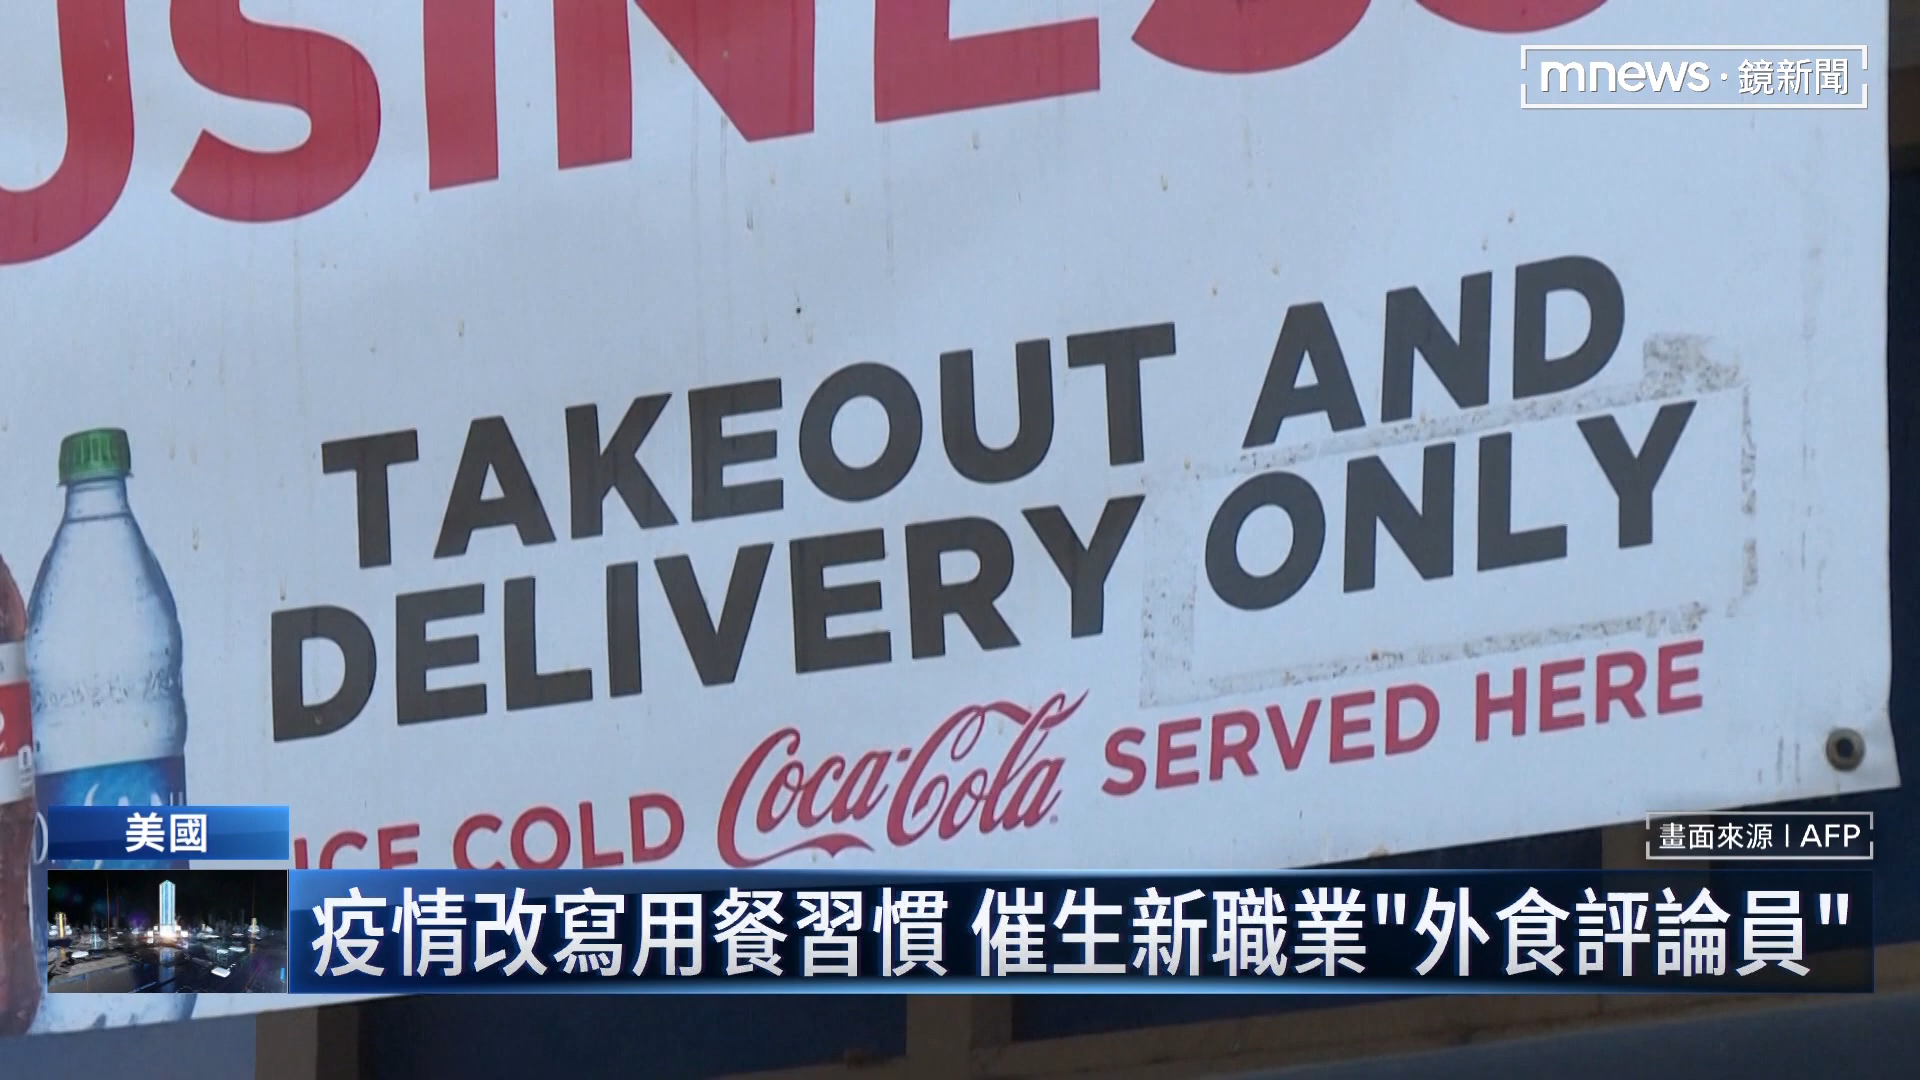 mnews·鏡新聞
USINESS
TAKEOUT AND
DELIVERY ONLY
ICE COLD Coca-Cola SERVED HERE
美國
畫面來源|AFP
疫情改寫用餐習慣 催生新職業"外食評論員"